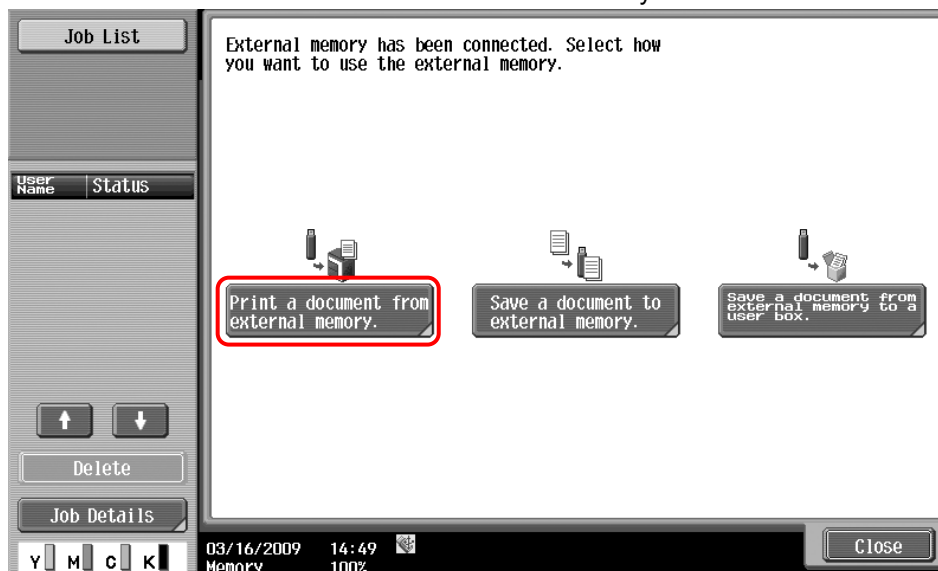 Job List
External memory has been connected. Select how
you want to use the external memory.
User
Name
Status
Print a document from
external memory.
Save a document to
external memory.
Save a document from
external memory to a
user box.
Delete
Job Details
03/16/2009 14:49
Close
Y M C K
Memory 100%